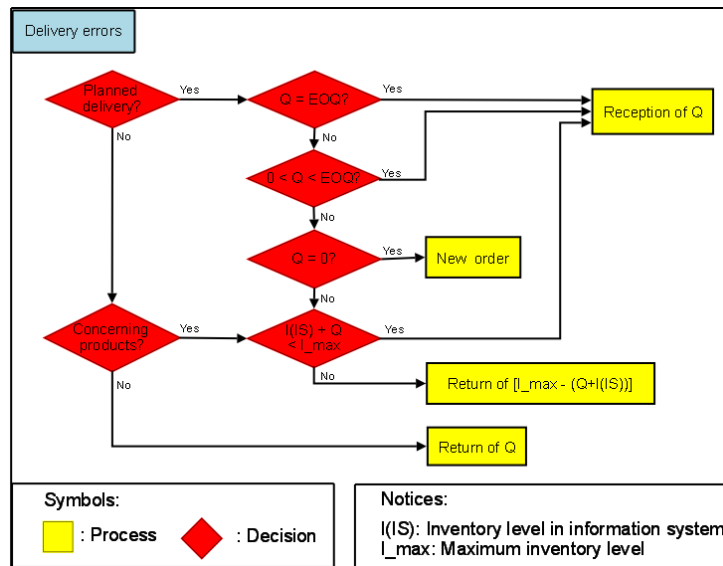 Delivery errors
Planned
delivery?
Yes
Q = EOQ?
Yes
Reception of Q
No
No
0 < Q < EOQ?
Yes
No
Q = 0?
Yes
New order
No
Concerning
products?
Yes
I(IS) + Q
< I_max
Yes
No
No
Return of [I_max - (Q+I(IS))]
Return of Q
Symbols:
: Process
: Decision
Notices:
I(IS): Inventory level in information system
I_max: Maximum inventory level